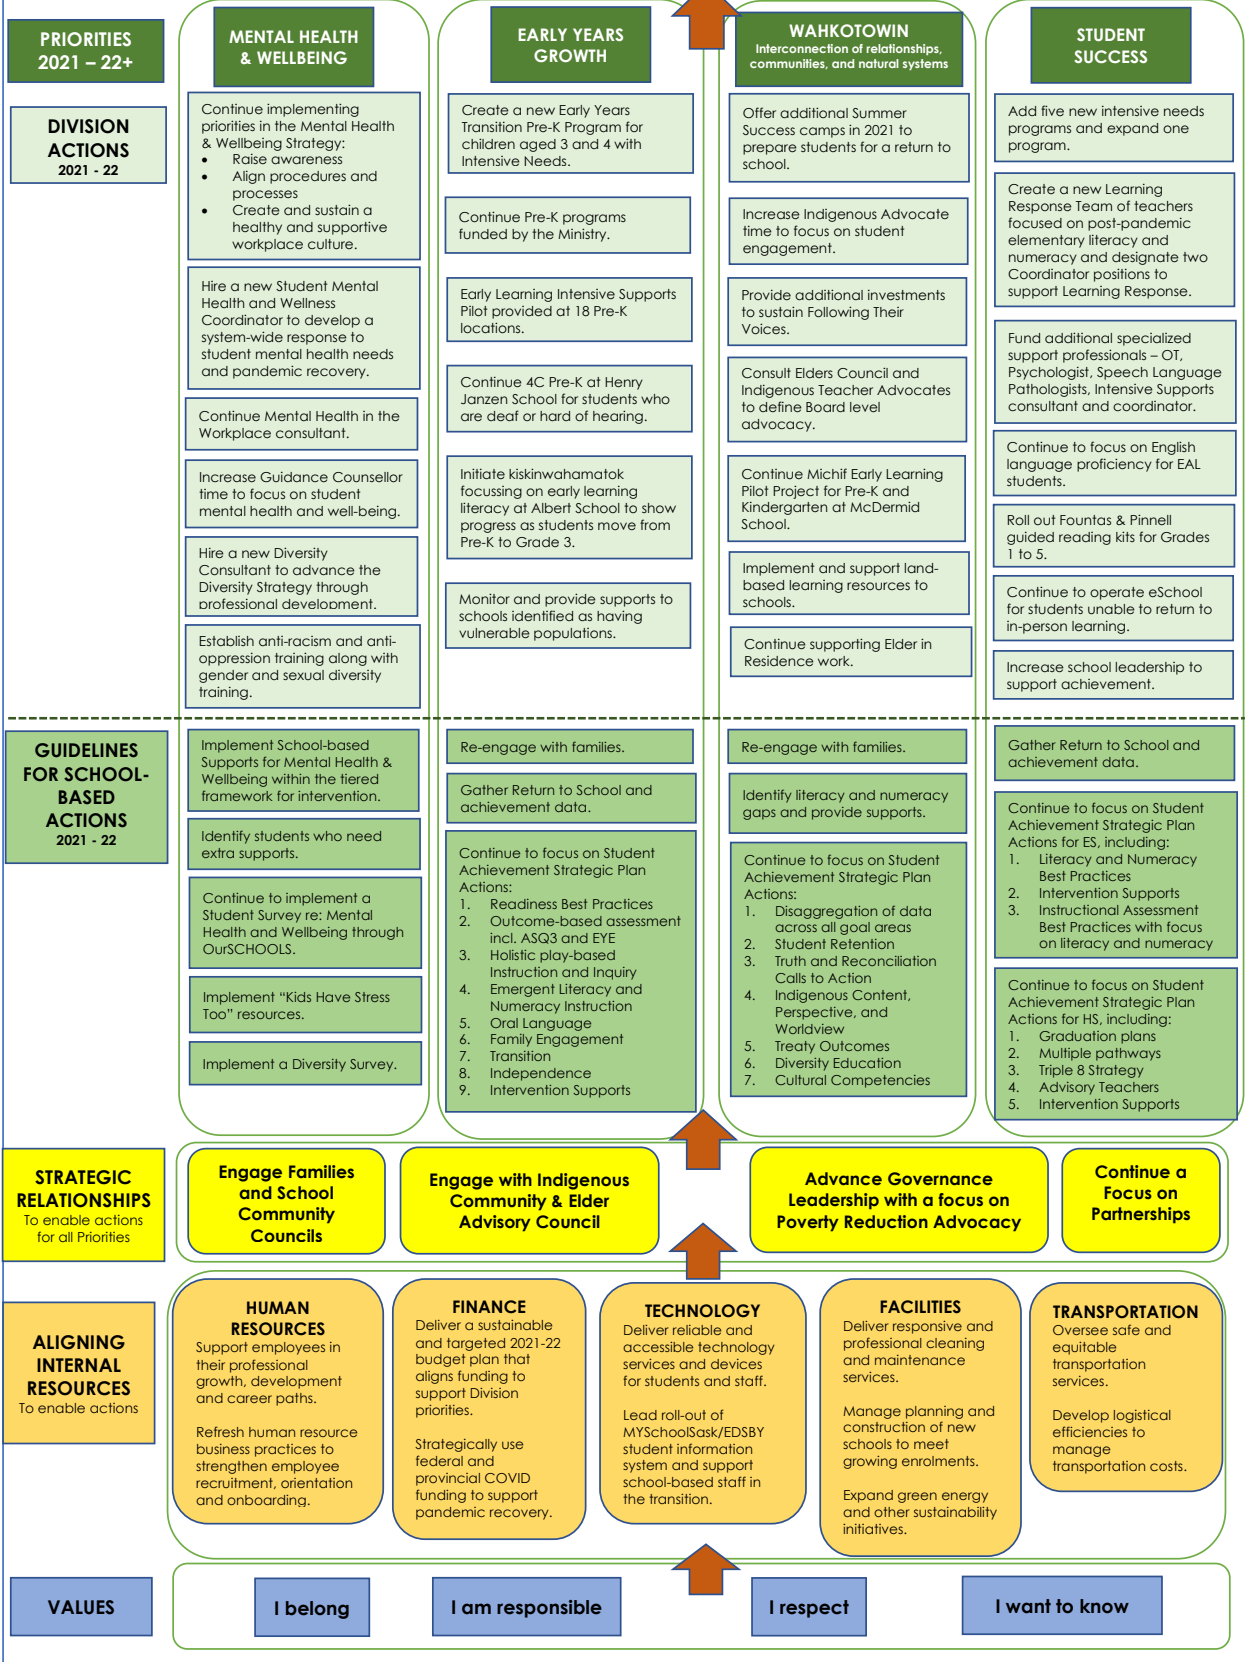 PRIORITIES
2021 – 22+
MENTAL HEALTH
& WELLBEING
EARLY YEARS
GROWTH
WAHKOTOWIN
Interconnection of relationships,
communities, and natural systems
STUDENT
SUCCESS
DIVISION
ACTIONS
2021 - 22
Continue implementing
priorities in the Mental Health
& Wellbeing Strategy:
• Raise awareness
• Align procedures and
processes
• Create and sustain a
healthy and supportive
workplace culture.
Hire a new Student Mental
Health and Wellness
Coordinator to develop a
system-wide response to
student mental health needs
and pandemic recovery.
Continue Mental Health in the
Workplace consultant.
Increase Guidance Counsellor
time to focus on student
mental health and well-being.
Hire a new Diversity
Consultant to advance the
Diversity Strategy through
professional development.
Establish anti-racism and anti-
oppression training along with
gender and sexual diversity
training.
Create a new Early Years
Transition Pre-K Program for
children aged 3 and 4 with
Intensive Needs.
Continue Pre-K programs
funded by the Ministry.
Early Learning Intensive Supports
Pilot provided at 18 Pre-K
locations.
Continue 4C Pre-K at Henry
Janzen School for students who
are deaf or hard of hearing.
Initiate kiskinwahamatok
focussing on early learning
literacy at Albert School to show
progress as students move from
Pre-K to Grade 3.
Monitor and provide supports to
schools identified as having
vulnerable populations.
Offer additional Summer
Success camps in 2021 to
prepare students for a return to
school.
Increase Indigenous Advocate
time to focus on student
engagement.
Provide additional investments
to sustain Following Their
Voices.
Consult Elders Council and
Indigenous Teacher Advocates
to define Board level
advocacy.
Continue Michif Early Learning
Pilot Project for Pre-K and
Kindergarten at McDermid
School.
Implement and support land-
based learning resources to
schools.
Continue supporting Elder in
Residence work.
Add five new intensive needs
programs and expand one
program.
Create a new Learning
Response Team of teachers
focused on post-pandemic
elementary literacy and
numeracy and designate two
Coordinator positions to
support Learning Response.
Fund additional specialized
support professionals – OT,
Psychologist, Speech Language
Pathologists, Intensive Supports
consultant and coordinator.
Continue to focus on English
language proficiency for EAL
students.
Roll out Fountas & Pinnell
guided reading kits for Grades
1 to 5.
Continue to operate eSchool
for students unable to return to
in-person learning.
Increase school leadership to
support achievement.
GUIDELINES
FOR SCHOOL-
BASED
ACTIONS
2021 - 22
Implement School-based
Supports for Mental Health &
Wellbeing within the tiered
framework for intervention.
Identify students who need
extra supports.
Continue to implement a
Student Survey re: Mental
Health and Wellbeing through
OurSCHOOLS.
Implement “Kids Have Stress
Too” resources.
Implement a Diversity Survey.
Re-engage with families.
Gather Return to School and
achievement data.
Continue to focus on Student
Achievement Strategic Plan
Actions:
1. Readiness Best Practices
2. Outcome-based assessment
incl. ASQ3 and EYE
3. Holistic play-based
Instruction and Inquiry
4. Emergent Literacy and
Numeracy Instruction
5. Oral Language
6. Family Engagement
7. Transition
8. Independence
9. Intervention Supports
Re-engage with families.
Identify literacy and numeracy
gaps and provide supports.
Continue to focus on Student
Achievement Strategic Plan
Actions:
1. Disaggregation of data
across all goal areas
2. Student Retention
3. Truth and Reconciliation
Calls to Action
4. Indigenous Content,
Perspective, and
Worldview
5. Treaty Outcomes
6. Diversity Education
7. Cultural Competencies
Gather Return to School and
achievement data.
Continue to focus on Student
Achievement Strategic Plan
Actions for ES, including:
1. Literacy and Numeracy
Best Practices
2. Intervention Supports
3. Instructional Assessment
Best Practices with focus
on literacy and numeracy
Continue to focus on Student
Achievement Strategic Plan
Actions for HS, including:
1. Graduation plans
2. Multiple pathways
3. Triple 8 Strategy
4. Advisory Teachers
5. Intervention Supports
STRATEGIC
RELATIONSHIPS
To enable actions
for all Priorities
Engage Families
and School
Community
Councils
Engage with Indigenous
Community & Elder
Advisory Council
Advance Governance
Leadership with a focus on
Poverty Reduction Advocacy
Continue a
Focus on
Partnerships
ALIGNING
INTERNAL
RESOURCES
To enable actions
HUMAN
RESOURCES
Support employees in
their professional
growth, development
and career paths.
Refresh human resource
business practices to
strengthen employee
recruitment, orientation
and onboarding.
FINANCE
Deliver a sustainable
and targeted 2021-22
budget plan that
aligns funding to
support Division
priorities.
Strategically use
federal and
provincial COVID
funding to support
pandemic recovery.
TECHNOLOGY
Deliver reliable and
accessible technology
services and devices
for students and staff.
Lead roll-out of
MYSchoolSask/EDSBY
student information
system and support
school-based staff in
the transition.
FACILITIES
Deliver responsive and
professional cleaning
and maintenance
services.
Manage planning and
construction of new
schools to meet
growing enrolments.
Expand green energy
and other sustainability
initiatives.
TRANSPORTATION
Oversee safe and
equitable
transportation
services.
Develop logistical
efficiencies to
manage
transportation costs.
VALUES
I belong
I am responsible
I respect
I want to know